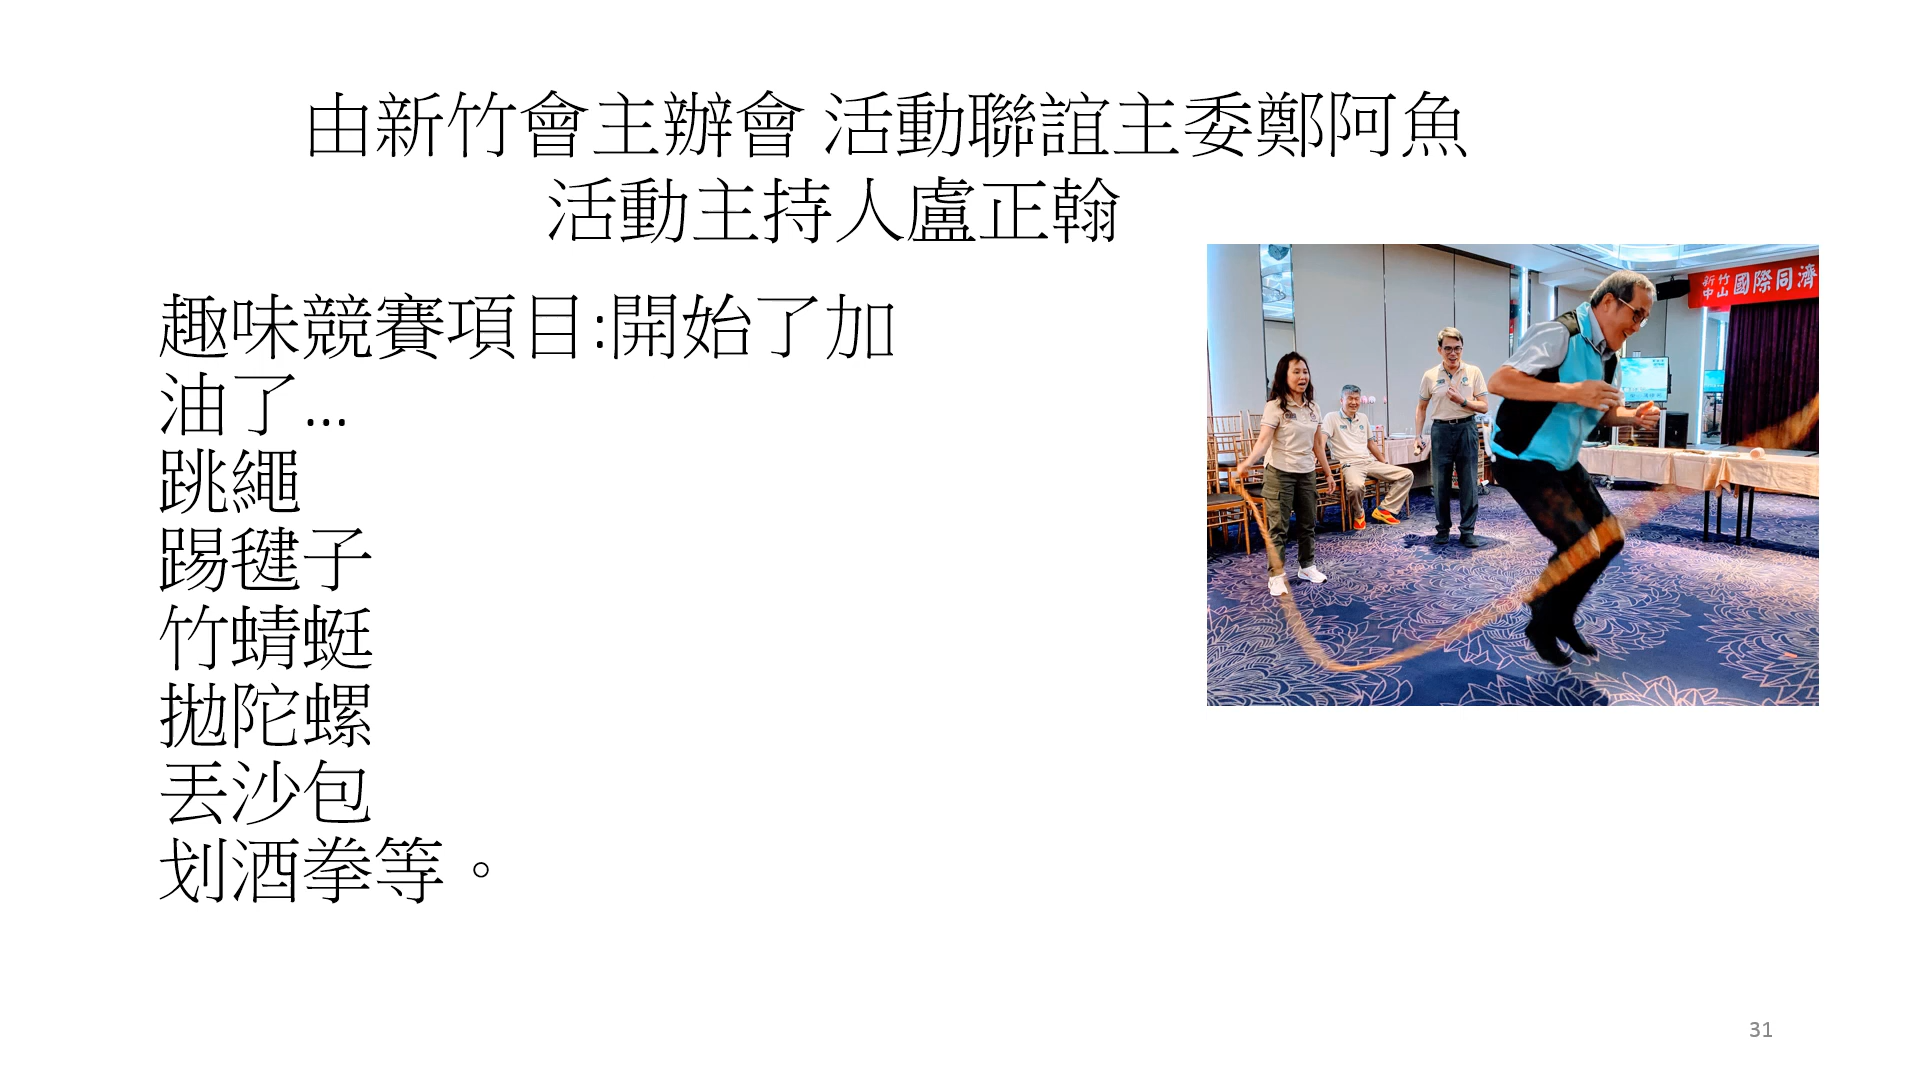 由新竹會主辦會 活動聯誼主委鄭阿魚
活動主持人盧正翰
趣味競賽項目:開始了加
油了…
跳繩
踢毽子
竹蜻蜓
拋陀螺
丟沙包
划酒拳等。
新竹
中山
國際同濟
31